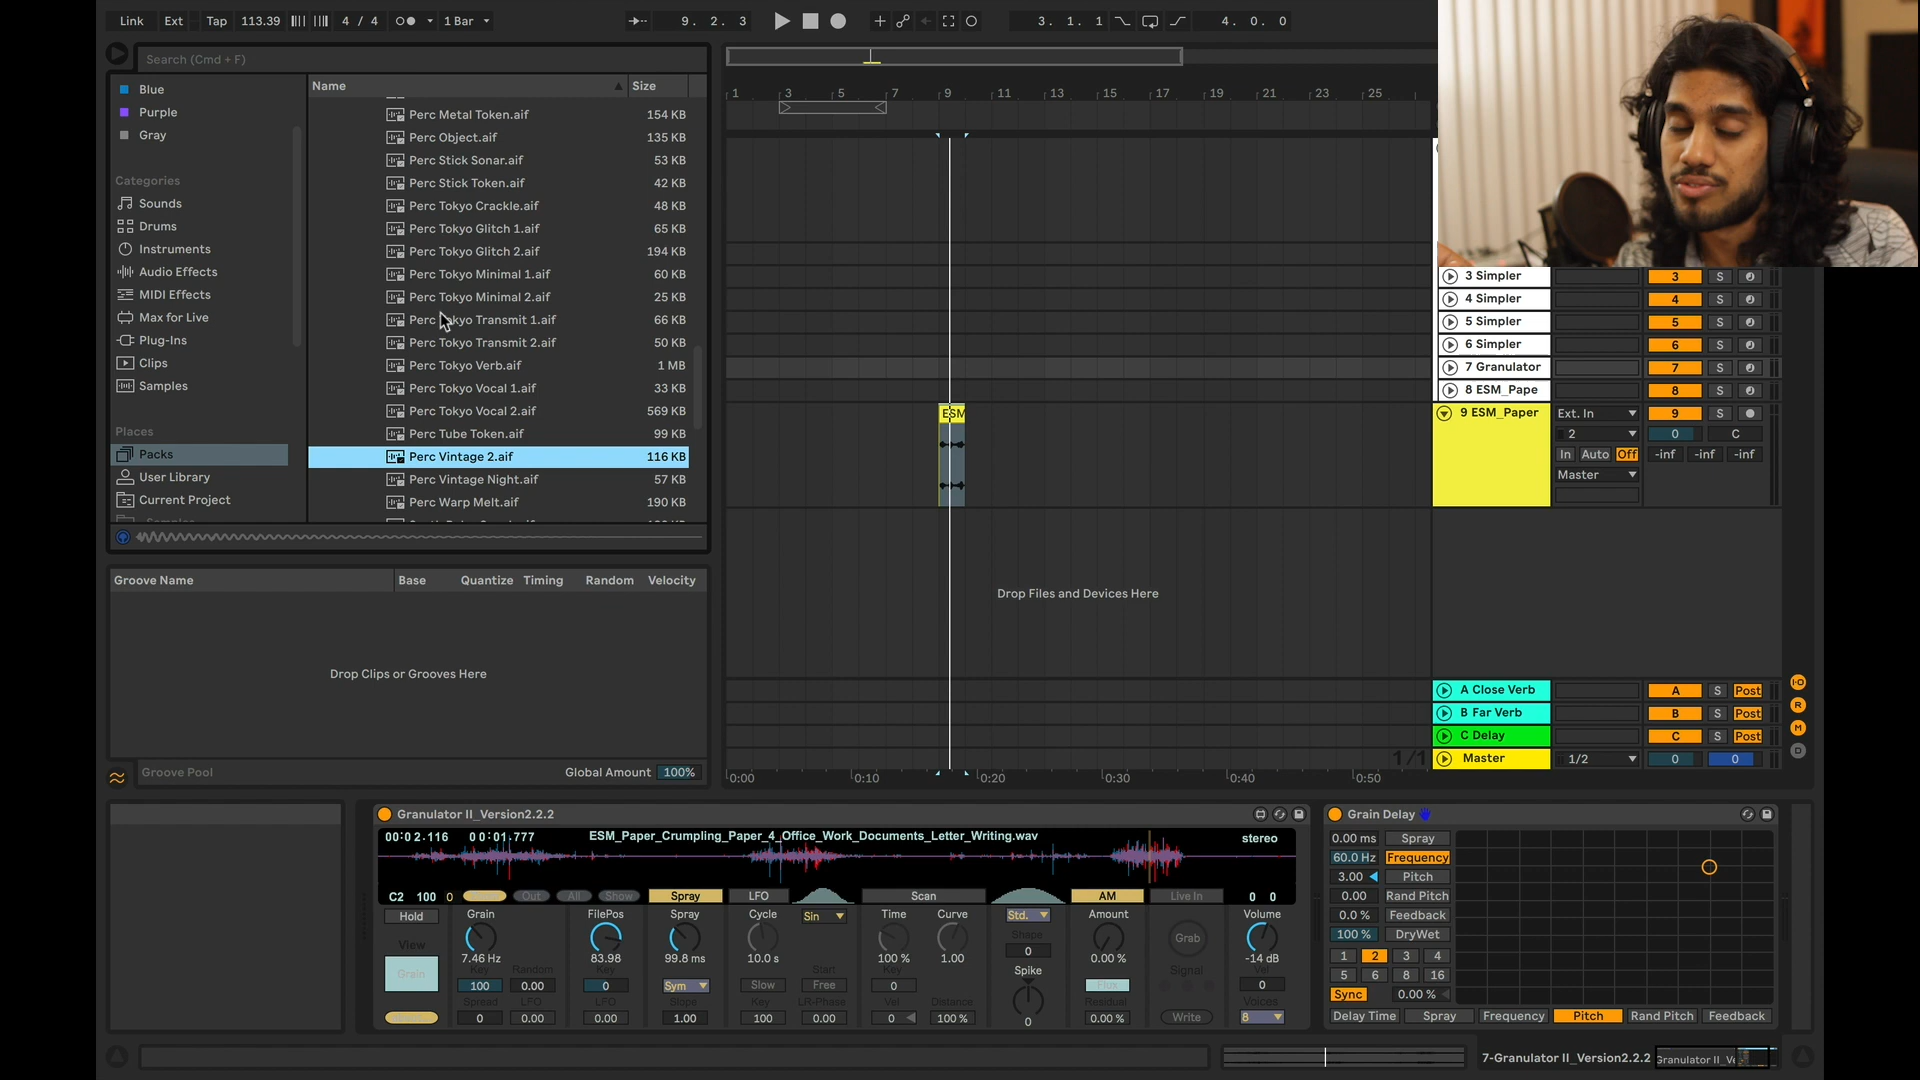 Link Ext Tap 113.39 4 / 4 1 Bar 9. 2. 3 3. 1. 1 4. 0. 0
Search (Cmd + F)
Blue
Purple
Gray
Categories
Sounds
Drums
Instruments
Audio Effects
MIDI Effects
Max for Live
Plug-Ins
Clips
Samples
Places
Packs
User Library
Current Project
Name Size
Perc Metal Token.aif 154 KB
Perc Object.aif 135 KB
Perc Stick Sonar.aif 53 KB
Perc Stick Token.aif 42 KB
Perc Tokyo Crackle.aif 48 KB
Perc Tokyo Glitch 1.aif 65 KB
Perc Tokyo Glitch 2.aif 194 KB
Perc Tokyo Minimal 1.aif 60 KB
Perc Tokyo Minimal 2.aif 25 KB
Perc Tokyo Transmit 1.aif 66 KB
Perc Tokyo Transmit 2.aif 50 KB
Perc Tokyo Verb.aif 1 MB
Perc Tokyo Vocal 1.aif 33 KB
Perc Tokyo Vocal 2.aif 569 KB
Perc Tube Token.aif 99 KB
Perc Vintage 2.aif 116 KB
Perc Vintage Night.aif 57 KB
Perc Warp Melt.aif 190 KB
Groove Name Base Quantize Timing Random Velocity
Drop Clips or Grooves Here
Groove Pool Global Amount 100%
1 3 5 7 9 11 13 15 17 19 21 23 25
ESM
Drop Files and Devices Here
1/1
0:00 0:10 0:20 0:30 0:40 0:50
3 Simpler 3 S
4 Simpler 4 S
5 Simpler 5 S
6 Simpler 6 S
7 Granulator 7 S
8 ESM_Pape 8 S
9 ESM_Paper Ext. In 9 S
2 0 C
In Auto Off -inf -inf -inf
Master
A Close Verb A S Post
B Far Verb B S Post
C Delay C S Post
Master 1/2 0 0
I·O
R
M
D
Granulator II_Version2.2.2
00:02.116 00:01.777 ESM_Paper_Crumpling_Paper_4_Office_Work_Documents_Letter_Writing.wav stereo
C2 100 0 Out All Show Spray LFO Scan AM Live In 0 0
Hold Grain FilePos Spray Cycle Sin Time Curve Std. Amount Volume
View 7.46 Hz 83.98 99.8 ms 10.0 s 100 % 1.00 Shape 0 0.00 % Grab -14 dB
Grain Key Random Key Start Key Spike Signal Vel
100 0.00 0 Sym Slow Free 0 Flux 0
Spread LFO LFO Slope Key LR-Phase Vel Distance Residual Voices
0 0.00 0.00 1.00 100 0.00 0 100 % 0 0.00 % Write 8
Grain Delay
0.00 ms Spray
60.0 Hz Frequency
3.00 Pitch
0.00 Rand Pitch
0.0 % Feedback
100 % DryWet
1 2 3 4
5 6 8 16
Sync 0.00 %
Delay Time Spray Frequency Pitch Rand Pitch Feedback
7-Granulator II_Version2.2.2